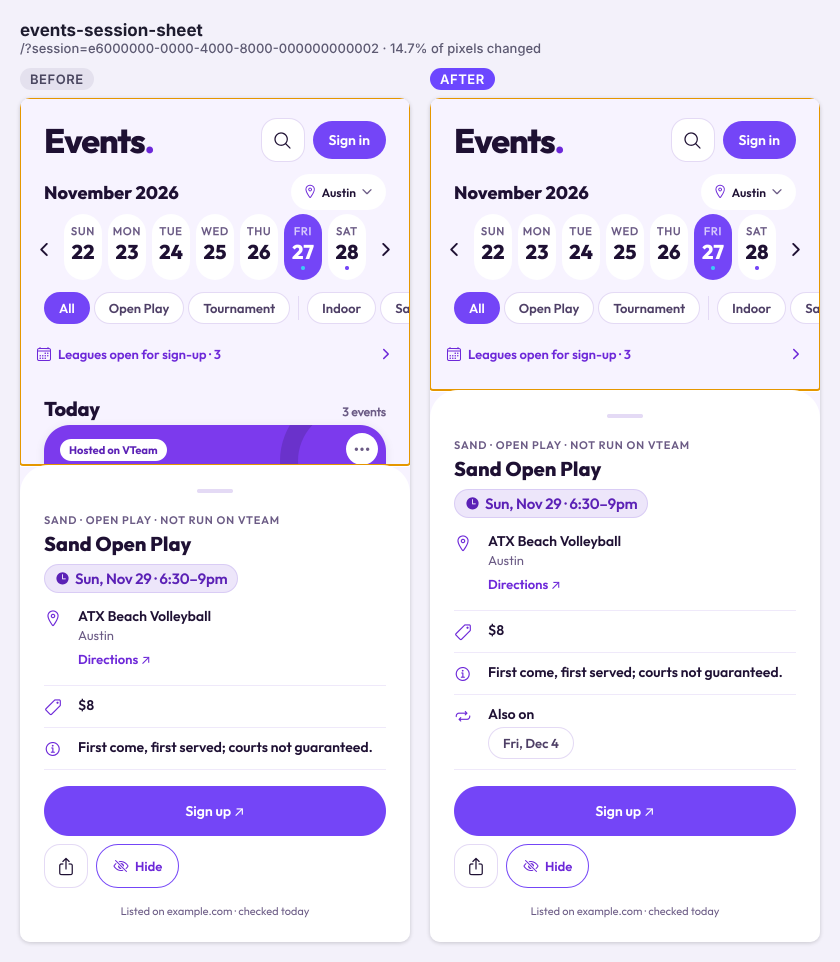 events-session-sheet
/?session=e6000000-0000-4000-8000-000000000002 · 14.7% of pixels changed
BEFORE
Events.
Sign in
November 2026
Austin
SUN MON TUE WED THU FRI SAT
22 23 24 25 26 27 28
All Open Play Tournament Indoor Sa
Leagues open for sign-up · 3
Today
3 events
Hosted on VTeam
SAND · OPEN PLAY · NOT RUN ON VTEAM
Sand Open Play
Sun, Nov 29 · 6:30–9pm
ATX Beach Volleyball
Austin
Directions ↗
$8
First come, first served; courts not guaranteed.
Sign up ↗
Hide
Listed on example.com · checked today
AFTER
Events.
Sign in
November 2026
Austin
SUN MON TUE WED THU FRI SAT
22 23 24 25 26 27 28
All Open Play Tournament Indoor Sa
Leagues open for sign-up · 3
SAND · OPEN PLAY · NOT RUN ON VTEAM
Sand Open Play
Sun, Nov 29 · 6:30–9pm
ATX Beach Volleyball
Austin
Directions ↗
$8
First come, first served; courts not guaranteed.
Also on
Fri, Dec 4
Sign up ↗
Hide
Listed on example.com · checked today